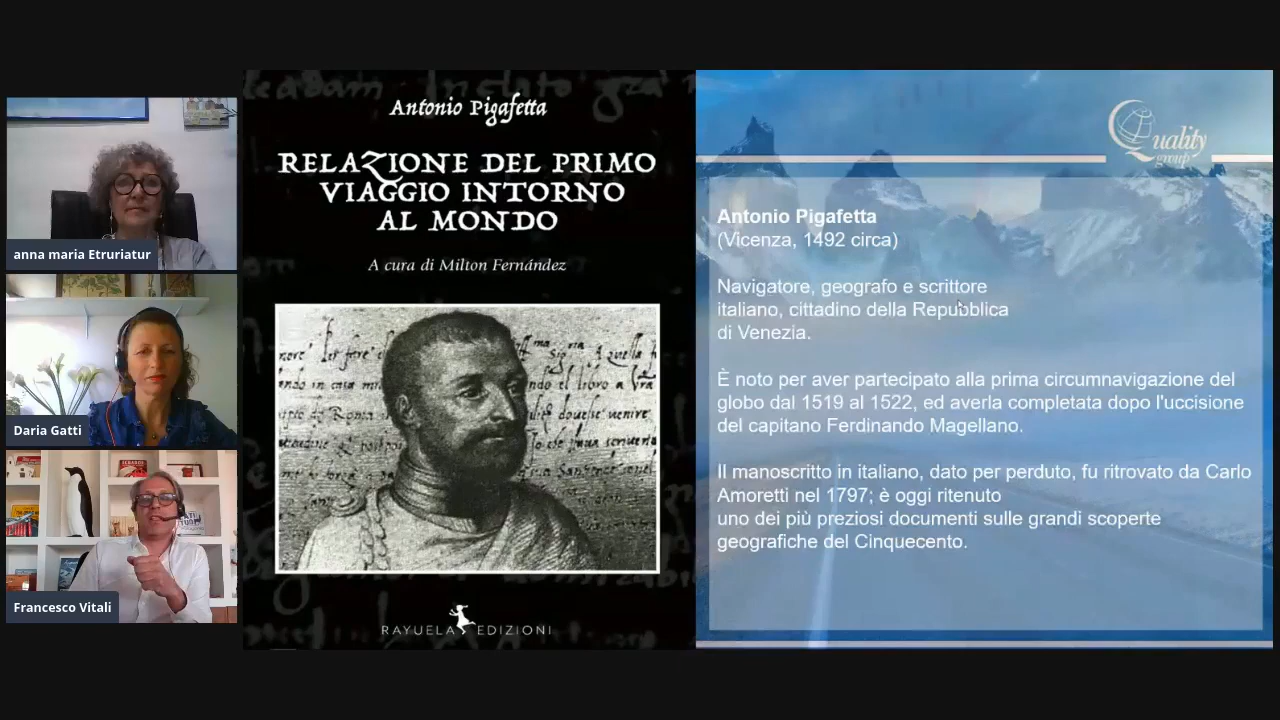 anna maria Etruriatur
Daria Gatti
Francesco Vitali
Antonio Pigafetta
RELAZIONE DEL PRIMO
VIAGGIO INTORNO
AL MONDO
A cura di Milton Fernández
RAYUELA EDIZIONI
Quality
group
Antonio Pigafetta
(Vicenza, 1492 circa)
Navigatore, geografo e scrittore
italiano, cittadino della Repubblica
di Venezia.
È noto per aver partecipato alla prima circumnavigazione del
globo dal 1519 al 1522, ed averla completata dopo l'uccisione
del capitano Ferdinando Magellano.
Il manoscritto in italiano, dato per perduto, fu ritrovato da Carlo
Amoretti nel 1797; è oggi ritenuto
uno dei più preziosi documenti sulle grandi scoperte
geografiche del Cinquecento.